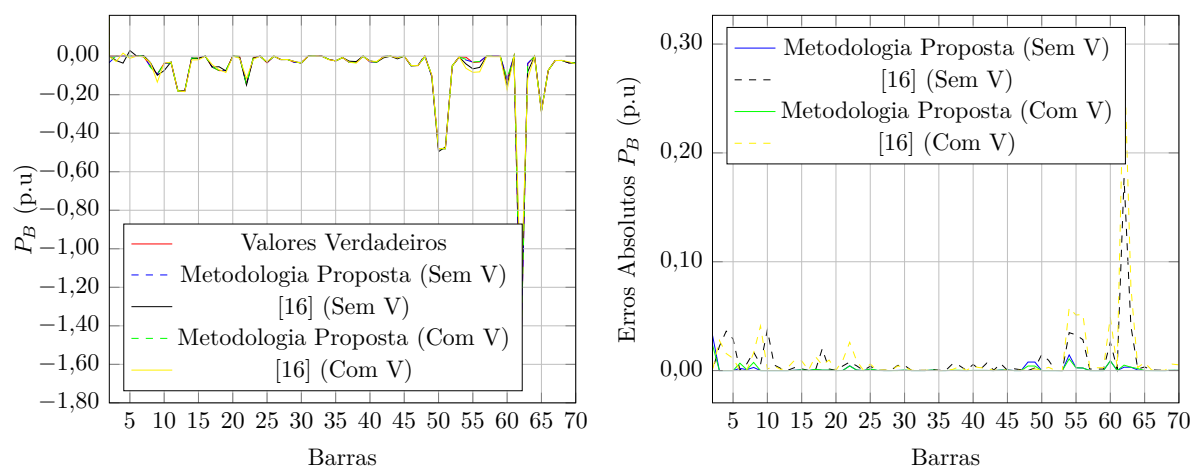 0,00
−0,20
−0,40
−0,60
−0,80
−1,00
−1,20
−1,40
−1,60
−1,80
P_B (p.u)
Valores Verdadeiros
Metodologia Proposta (Sem V)
[16] (Sem V)
Metodologia Proposta (Com V)
[16] (Com V)
5 10 15 20 25 30 35 40 45 50 55 60 65 70
Barras
0,30
0,20
0,10
0,00
Erros Absolutos P_B (p.u)
Metodologia Proposta (Sem V)
[16] (Sem V)
Metodologia Proposta (Com V)
[16] (Com V)
5 10 15 20 25 30 35 40 45 50 55 60 65 70
Barras